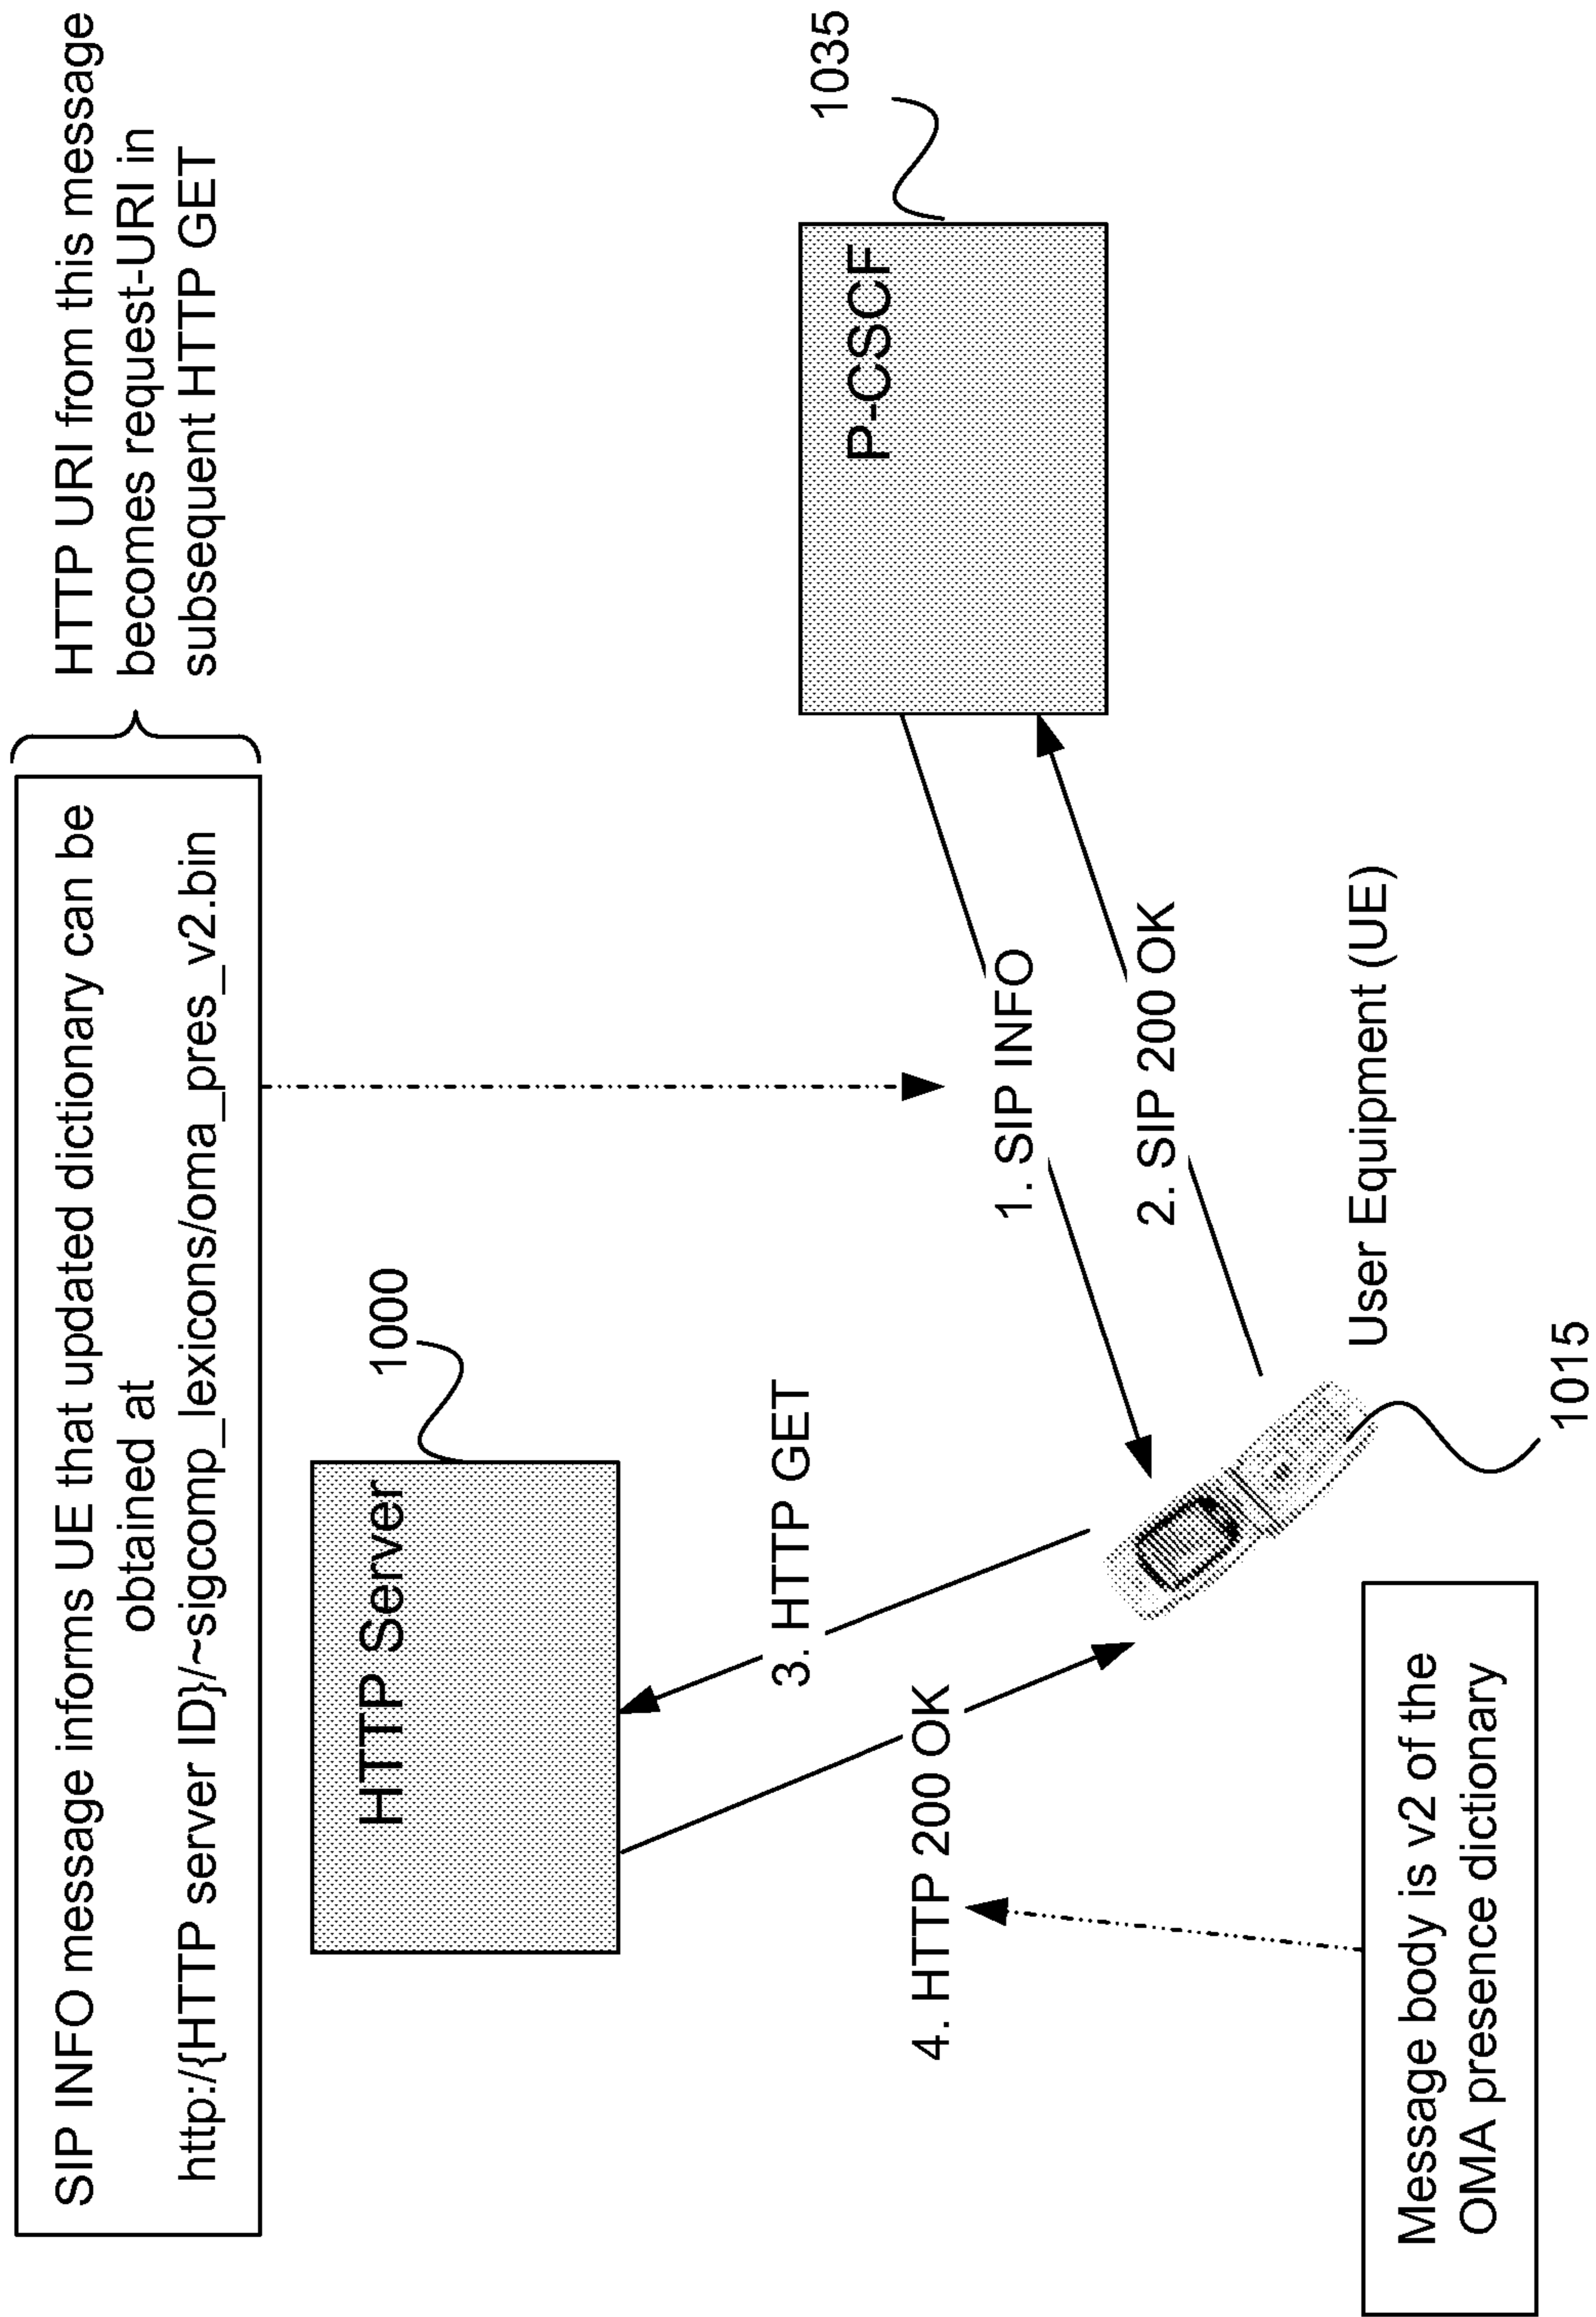 SIP INFO message informs UE that updated dictionary can be
obtained at
http:/{HTTP server ID}/~sigcomp_lexicons/oma_pres_v2.bin
HTTP URI from this message
becomes request-URI in
subsequent HTTP GET
HTTP Server
1000
P-CSCF
1035
3. HTTP GET
4. HTTP 200 OK
1. SIP INFO
2. SIP 200 OK
User Equipment (UE)
1015
Message body is v2 of the
OMA presence dictionary